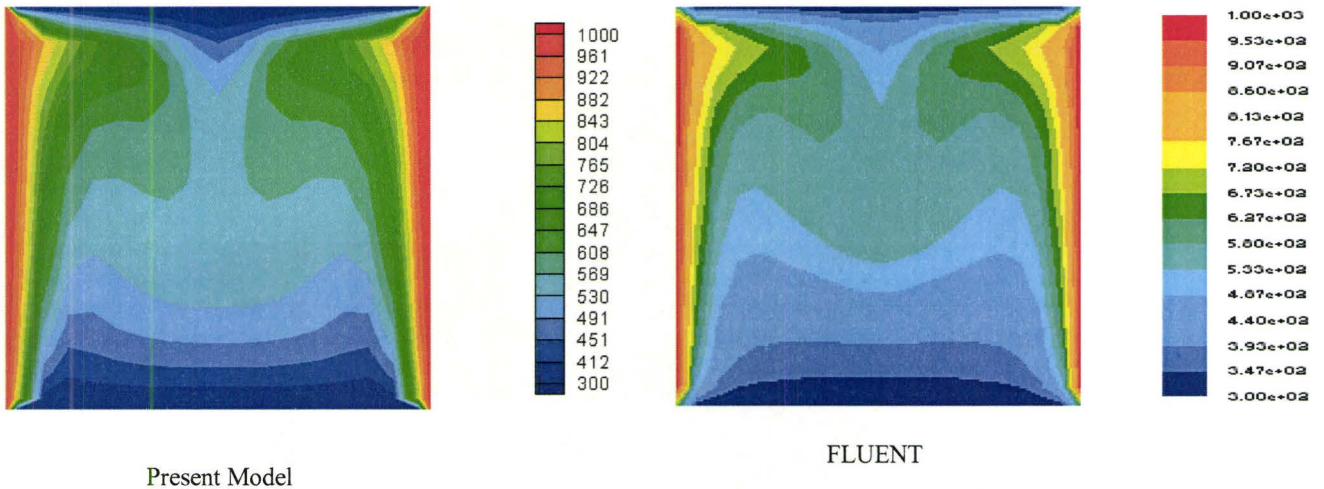 1000
961
922
882
843
804
765
726
686
647
608
569
530
491
451
412
300
Present Model
1.00e+03
9.53e+02
9.07e+02
8.60e+02
8.13e+02
7.67e+02
7.20e+02
6.73e+02
6.27e+02
5.80e+02
5.33e+02
4.87e+02
4.40e+02
3.93e+02
3.47e+02
3.00e+02
FLUENT